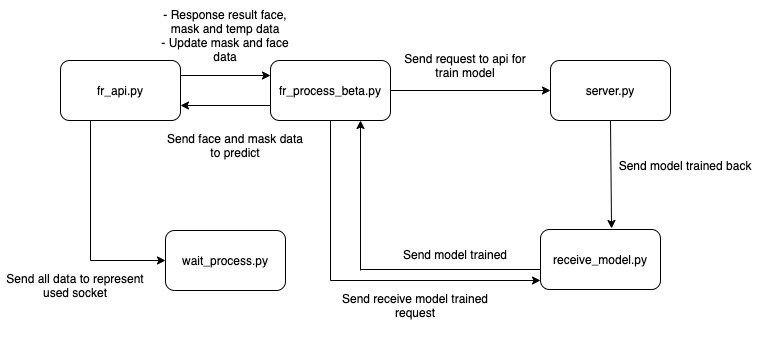 - Response result face,
mask and temp data
- Update mask and face
data
Send request to api for
train model
fr_api.py
fr_process_beta.py
server.py
Send face and mask data
to predict
Send model trained back
wait_process.py
Send model trained
receive_model.py
Send all data to represent
used socket
Send receive model trained
request